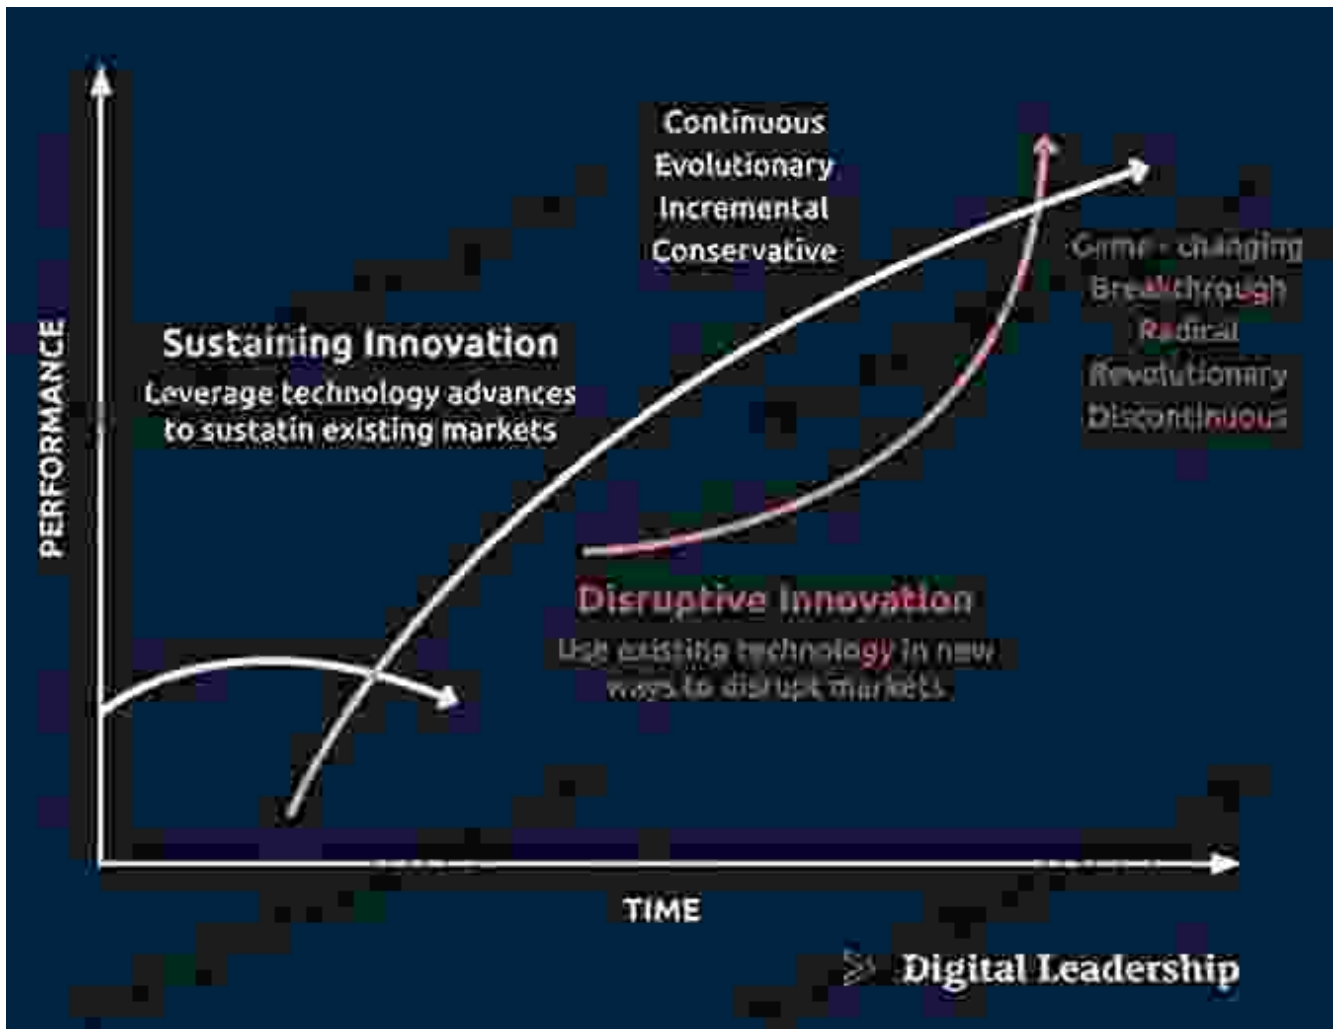 Continuous
Evolutionary
Incremental
Conservative
Game - changing
Breakthrough
Radical
Revolutionary
Discontinuous
Sustaining Innovation
Leverage technology advances
to sustatin existing markets
PERFORMANCE
Disruptive Innovation
Use existing technology in new
ways to disrupt markets
TIME
Digital Leadership